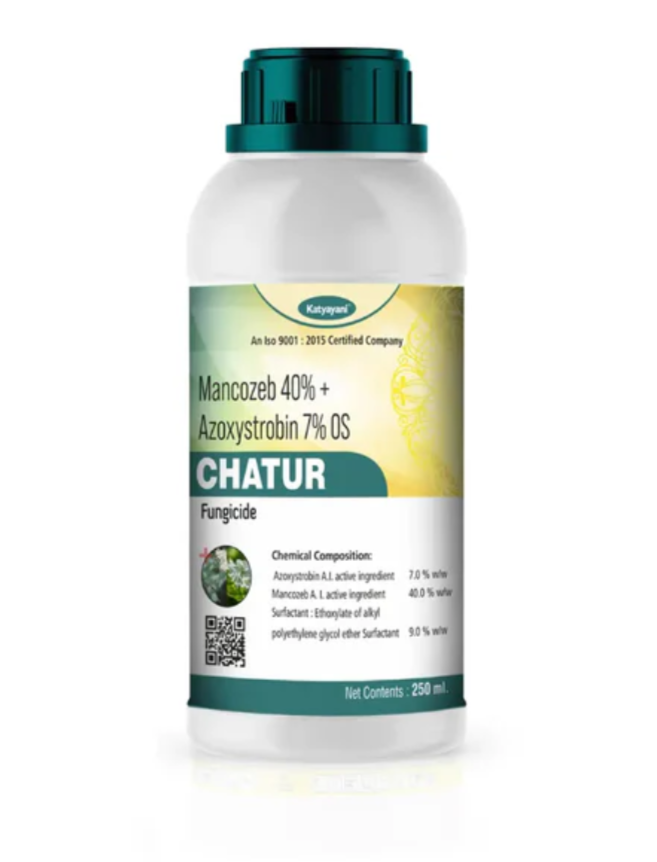 Katyayani
An Iso 9001 : 2015 Certified Company
Mancozeb 40% +
Azoxystrobin 7% OS
CHATUR
Fungicide
Chemical Composition:
Azoxystrobin A.I. active ingredient 7.0 % w/w
Mancozeb A. I. active ingredient 40.0 % w/w
Surfactant : Ethoxylate of alkyl
polyethylene glycol ether Surfactant 9.0 % w/w
Net Contents : 250 ml.